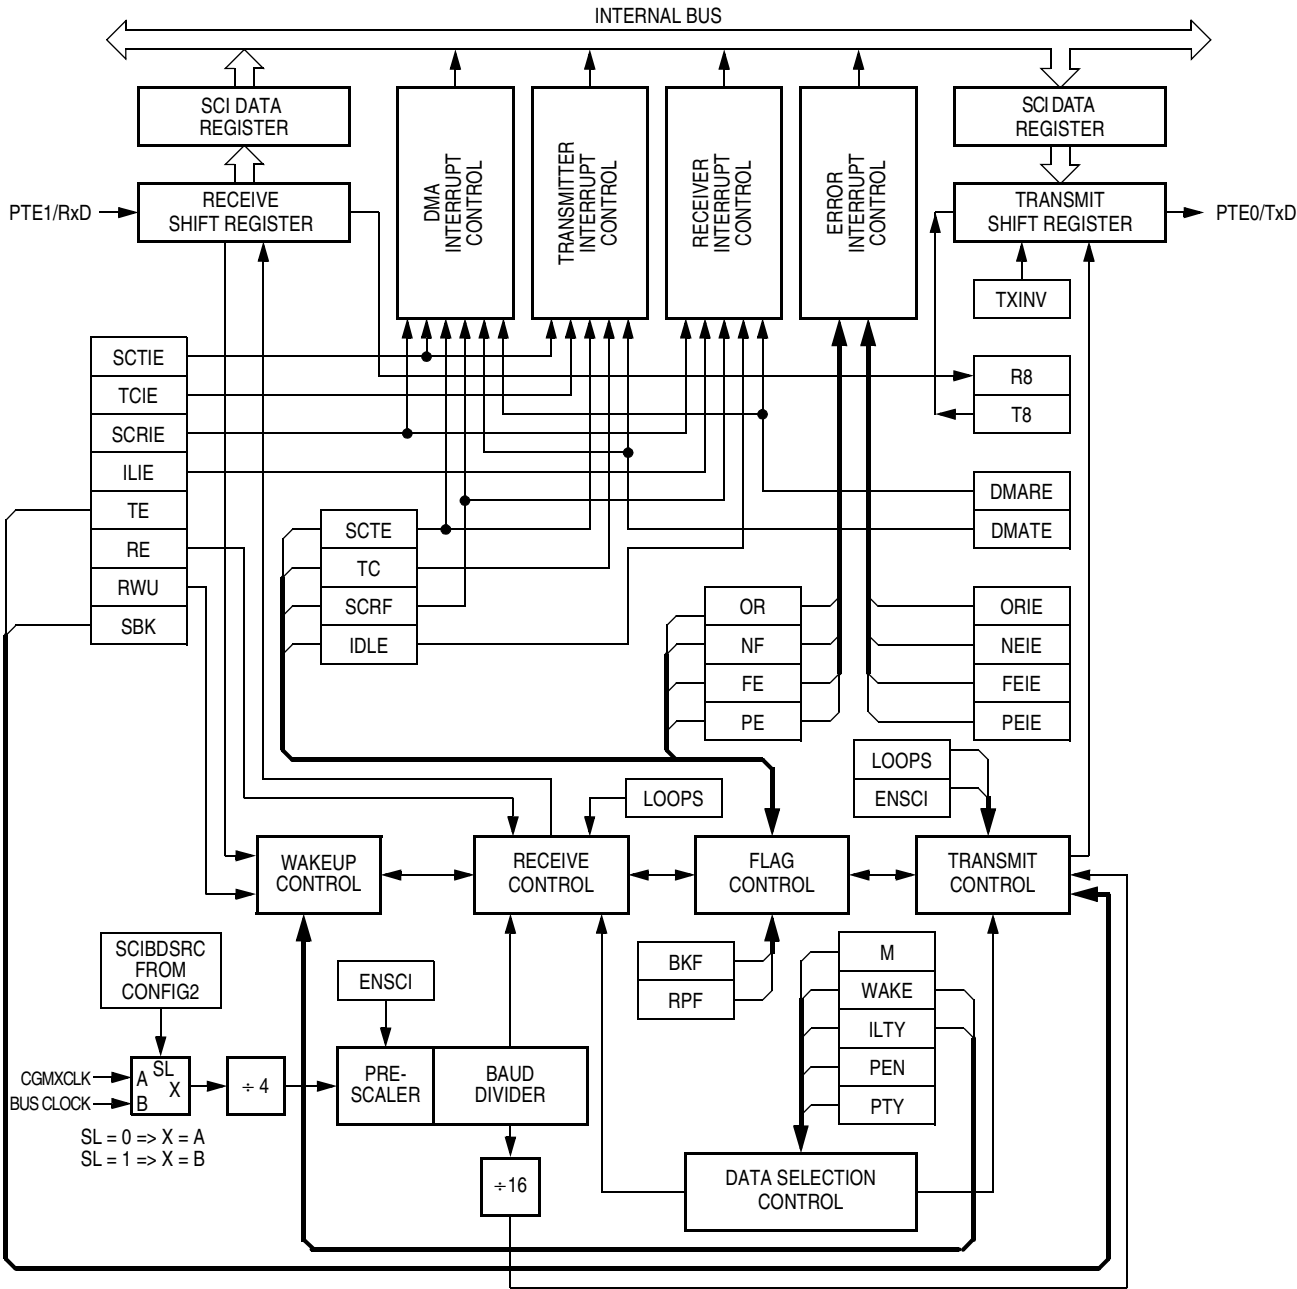 INTERNAL BUS
SCI DATA
REGISTER
SCI DATA
REGISTER
DMA
INTERRUPT
CONTROL
TRANSMITTER
INTERRUPT
CONTROL
RECEIVER
INTERRUPT
CONTROL
ERROR
INTERRUPT
CONTROL
PTE1/RxD
RECEIVE
SHIFT REGISTER
TRANSMIT
SHIFT REGISTER
PTE0/TxD
TXINV
SCTIE
TCIE
SCRIE
ILIE
TE
RE
RWU
SBK
R8
T8
DMARE
DMATE
SCTE
TC
SCRF
IDLE
OR
NF
FE
PE
ORIE
NEIE
FEIE
PEIE
LOOPS
ENSCI
LOOPS
WAKEUP
CONTROL
RECEIVE
CONTROL
FLAG
CONTROL
TRANSMIT
CONTROL
SCIBDSRC
FROM
CONFIG2
ENSCI
BKF
RPF
M
WAKE
ILTY
PEN
PTY
CGMXCLK
BUS CLOCK
SL
A
X
B
÷ 4
PRE-
SCALER
BAUD
DIVIDER
SL = 0 => X = A
SL = 1 => X = B
÷16
DATA SELECTION
CONTROL